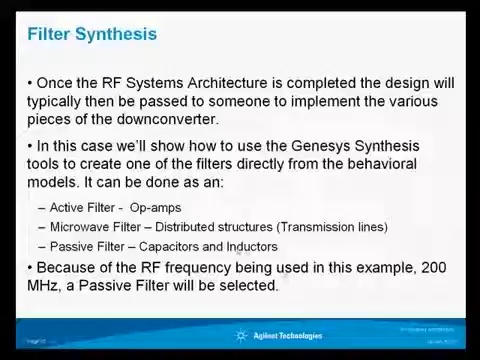 Filter Synthesis
• Once the RF Systems Architecture is completed the design will
typically then be passed to someone to implement the various
pieces of the downconverter.
• In this case we'll show how to use the Genesys Synthesis
tools to create one of the filters directly from the behavioral
models. It can be done as an:
– Active Filter - Op-amps
– Microwave Filter – Distributed structures (Transmission lines)
– Passive Filter – Capacitors and Inductors
• Because of the RF frequency being used in this example, 200
MHz, a Passive Filter will be selected.
Agilent Technologies